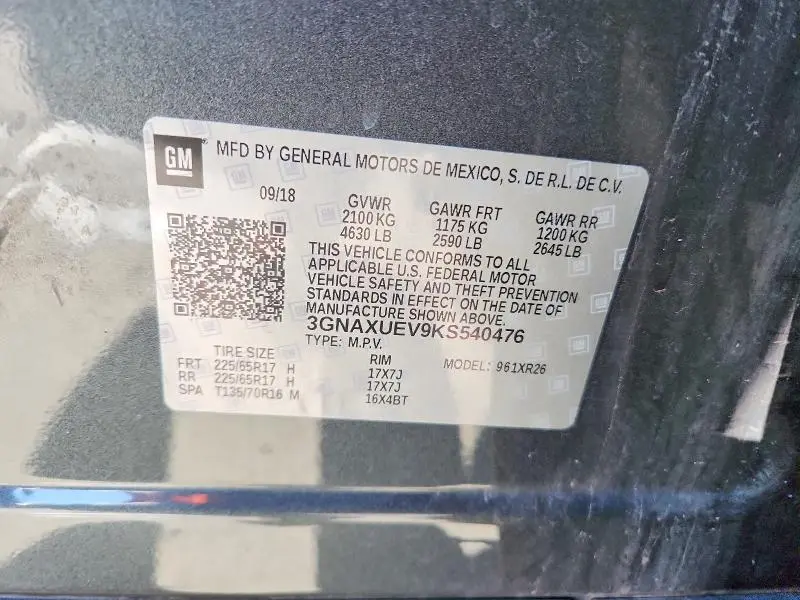 GM
MFD BY GENERAL MOTORS DE MEXICO, S. DE R.L. DE C.V.
09/18 GVWR GAWR FRT GAWR RR
2100 KG 1175 KG 1200 KG
4630 LB 2590 LB 2645 LB
THIS VEHICLE CONFORMS TO ALL
APPLICABLE U.S. FEDERAL MOTOR
VEHICLE SAFETY AND THEFT PREVENTION
STANDARDS IN EFFECT ON THE DATE OF
MANUFACTURE SHOWN ABOVE.
3GNAXUEV9KS540476
TYPE: M.P.V. MODEL: 961XR26
TIRE SIZE RIM
FRT 225/65R17 H 17X7J
RR 225/65R17 H 17X7J
SPA T135/70R16 M 16X4BT